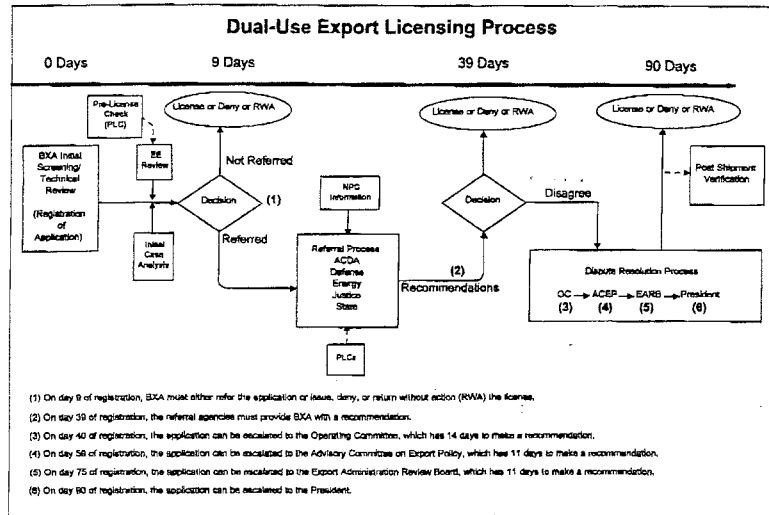 Dual-Use Export Licensing Process
0 Days
9 Days
39 Days
90 Days
Pre-License
Check
(PLC)
License or Deny or RWA
License or Deny or RWA
License or Deny or RWA
BXA Initial
Screening/
Technical
Review
(Registration
of
Application)
EE
Review
Not Referred
Decision
(1)
Initial
Case
Analysis
Referred
NPC
Information
Referral Process
ACDA
Defense
Energy
Justice
State
PLCs
(2)
Recommendations
Decision
Disagree
Post Shipment
Verification
Dispute Resolution Process
OC
ACEP
EARB
President
(3)
(4)
(5)
(6)
(1) On day 9 of registration, BXA must either refer the application or issue, deny, or return without action (RWA) the license.
(2) On day 39 of registration, the referral agencies must provide BXA with a recommendation.
(3) On day 40 of registration, the application can be escalated to the Operating Committee, which has 14 days to make a recommendation.
(4) On day of registration, the application can be escalated to the Advisory Committee on Export Policy, which has 11 days to make a recommendation.
(5) On day 75 of registration, the application can be escalated to the Export Administration Review Board, which has 11 days to make a recommendation.
(6) On day 90 of registration, the application can be escalated to the President.